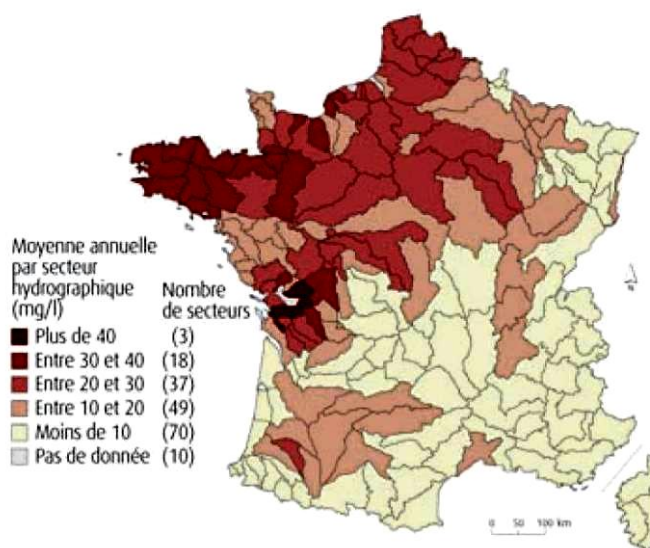 Moyenne annuelle
par secteur
hydrographique
(mg/l)
Nombre
de secteurs
Plus de 40 (3)
Entre 30 et 40 (18)
Entre 20 et 30 (37)
Entre 10 et 20 (49)
Moins de 10 (70)
Pas de donnée (10)
N
0 50 100 km